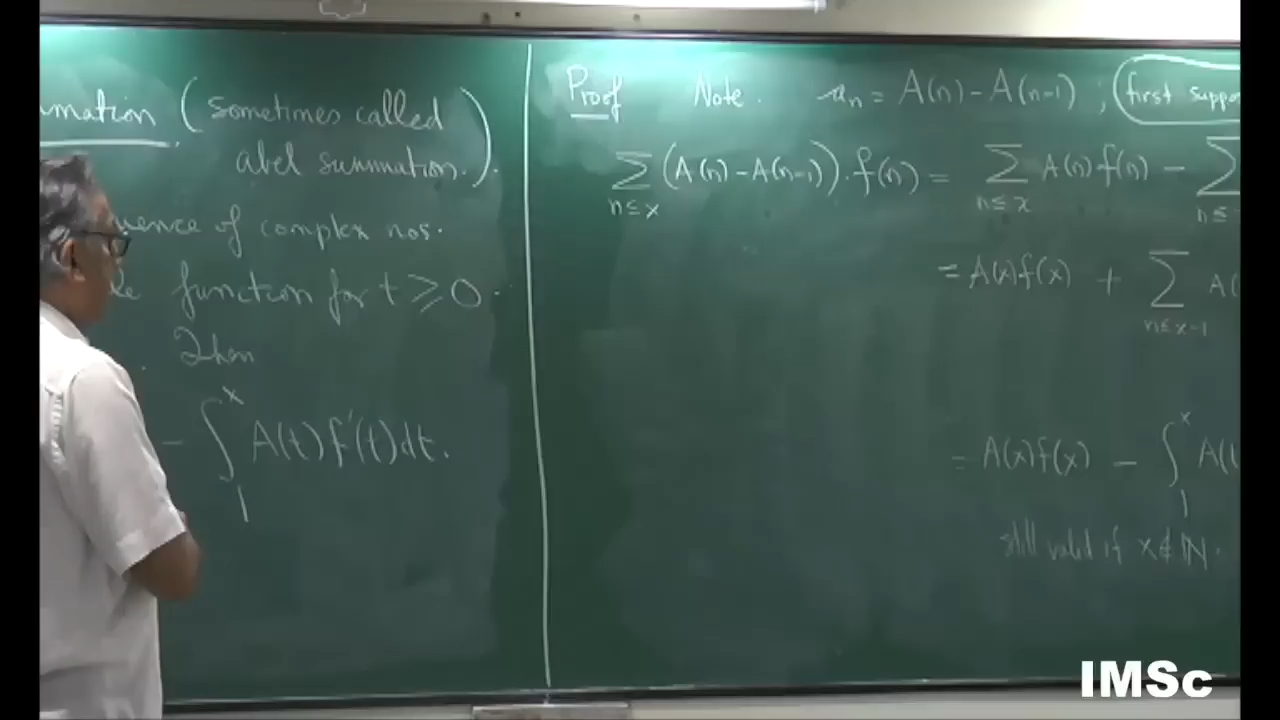 mmation (sometimes called
abel summation.).
uence of complex nos.
le function for t ≥ 0.
Then
- ∫₁ˣ A(t) f'(t) dt.
Proof Note. aₙ = A(n) - A(n-1) ; (first suppo
∑_{n≤x} (A(n) - A(n-1)).f(n) = ∑_{n≤x} A(n) f(n) - ∑_{n≤
= A(x) f(x) + ∑_{n≤x-1} A(
= A(x) f(x) - ∫₁ˣ A(
still valid if x ∉ ℕ.
IMSc